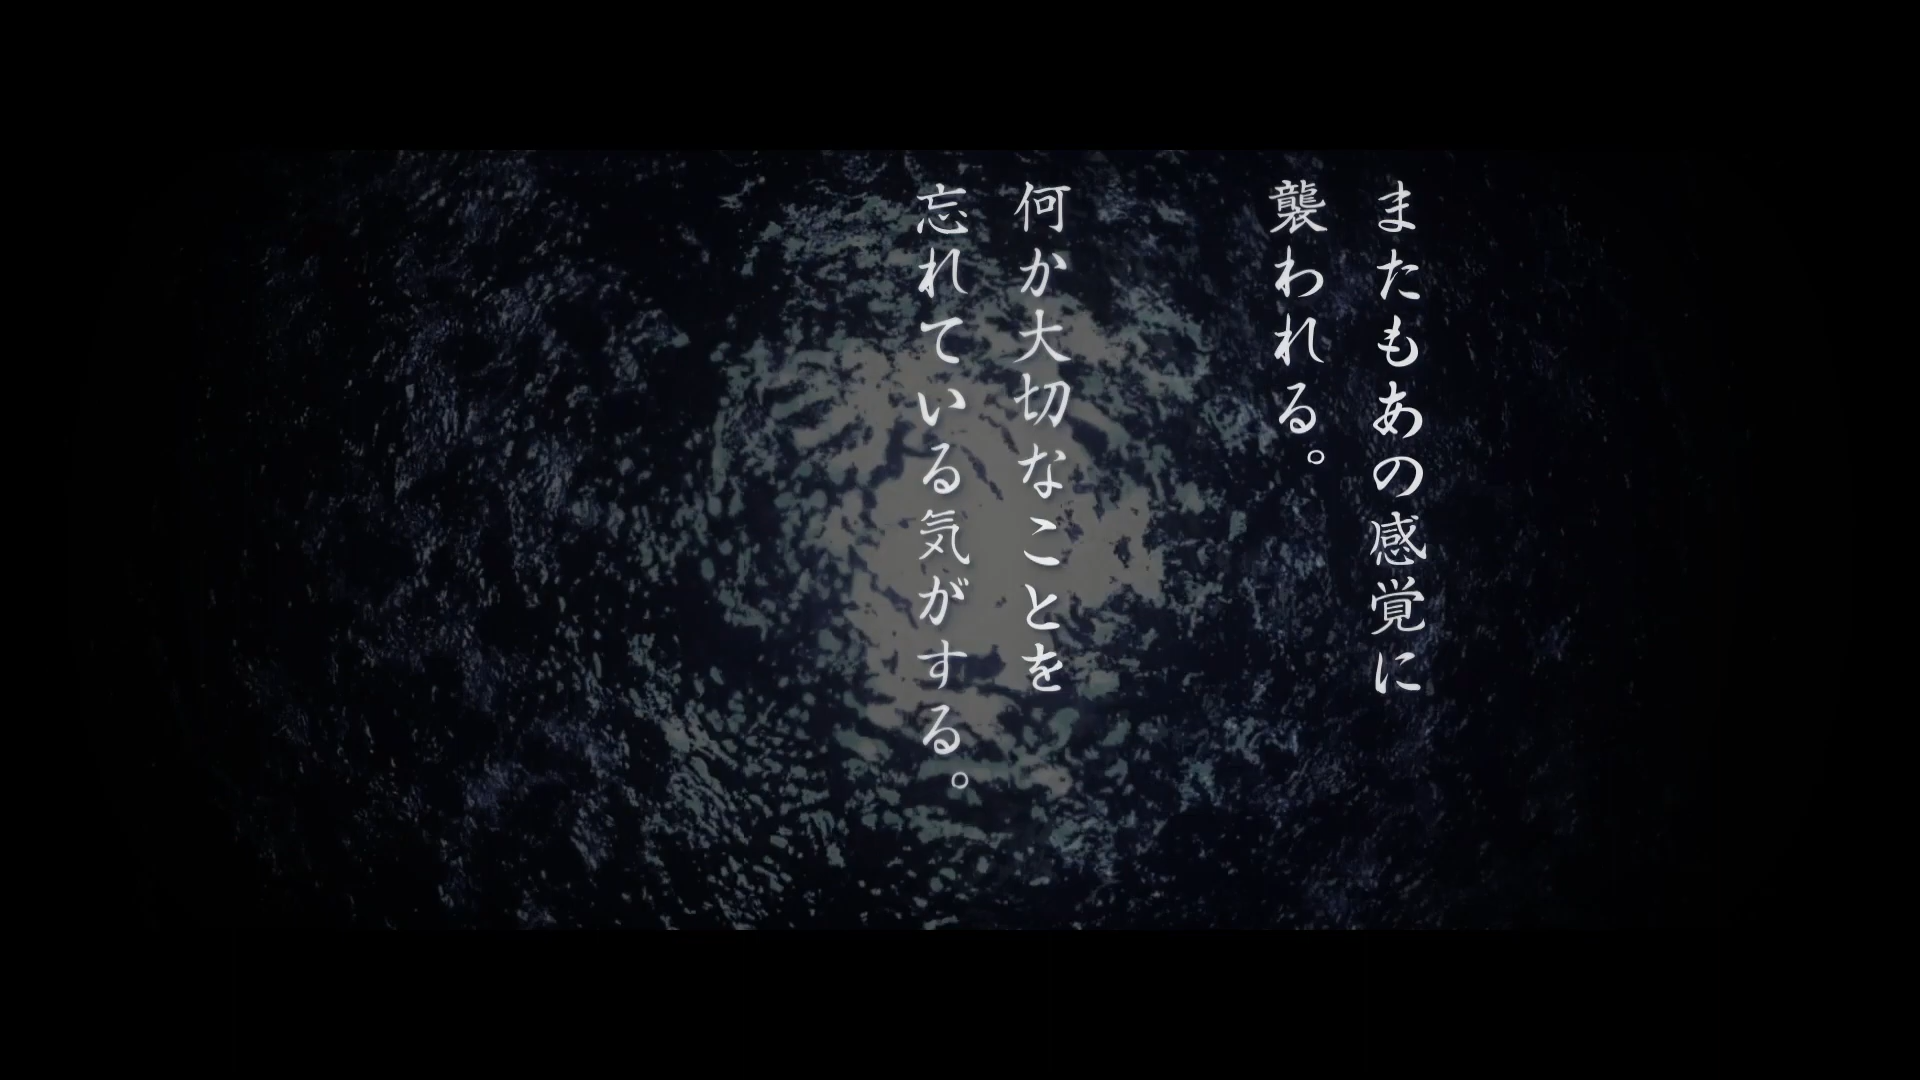 またもあの感覚に
襲われる。
何か大切なことを
忘れている気がする。